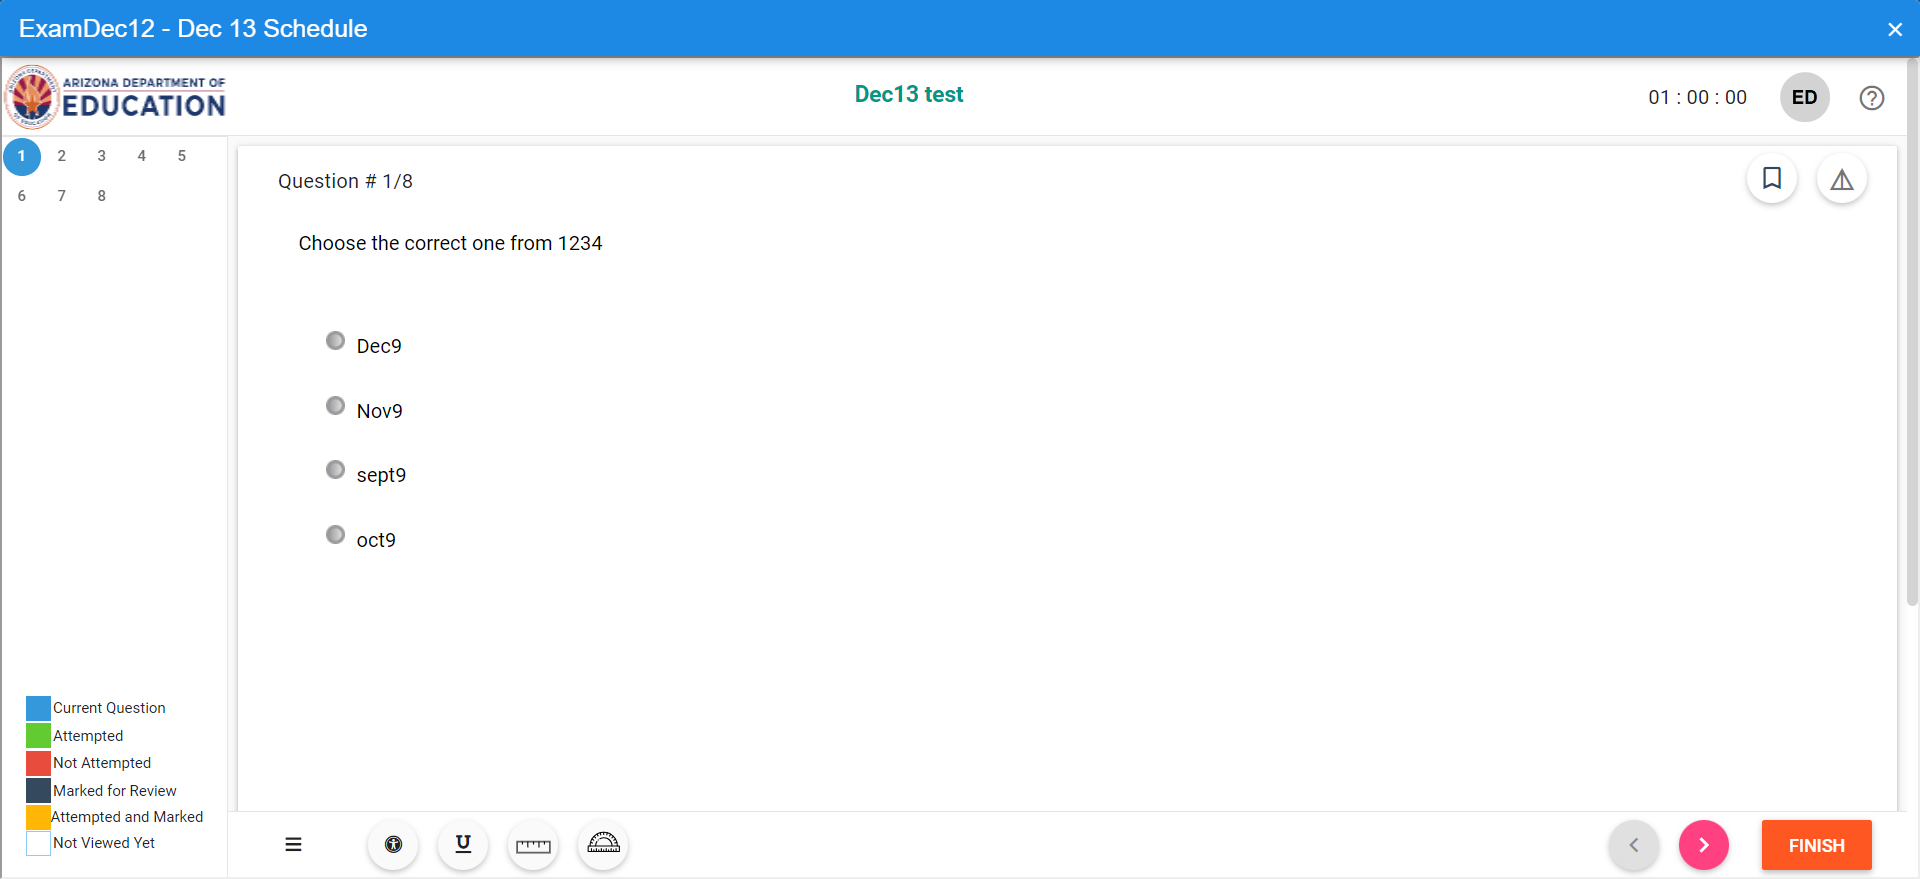 ExamDec12 - Dec 13 Schedule
ARIZONA DEPARTMENT OF
EDUCATION
Dec13 test
01 : 00 : 00
ED
1 2 3 4 5
6 7 8
Question # 1/8
Choose the correct one from 1234
Dec9
Nov9
sept9
oct9
Current Question
Attempted
Not Attempted
Marked for Review
Attempted and Marked
Not Viewed Yet
U
FINISH